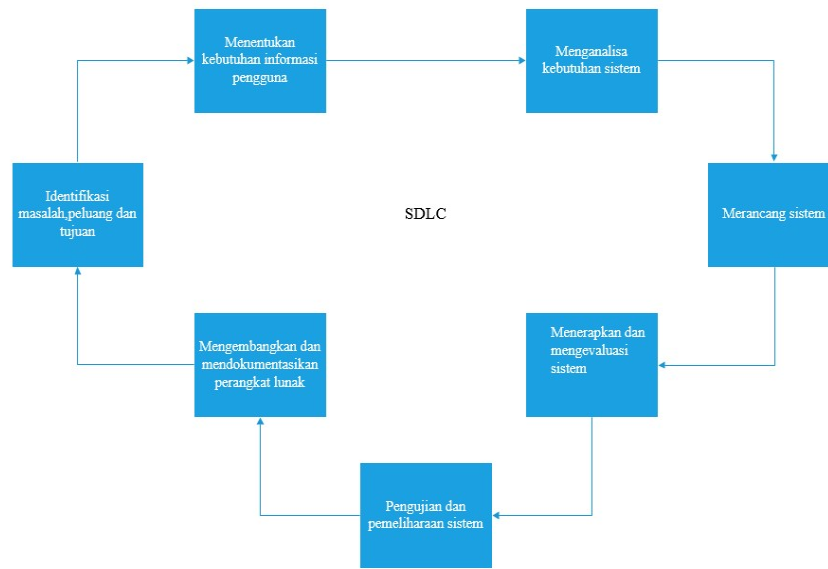 Menentukan
kebutuhan informasi
pengguna
Menganalisa
kebutuhan sistem
Identifikasi
masalah,peluang dan
tujuan
SDLC
Merancang sistem
Mengembangkan dan
mendokumentasikan
perangkat lunak
Menerapkan dan
mengevaluasi
sistem
Pengujian dan
pemeliharaan sistem